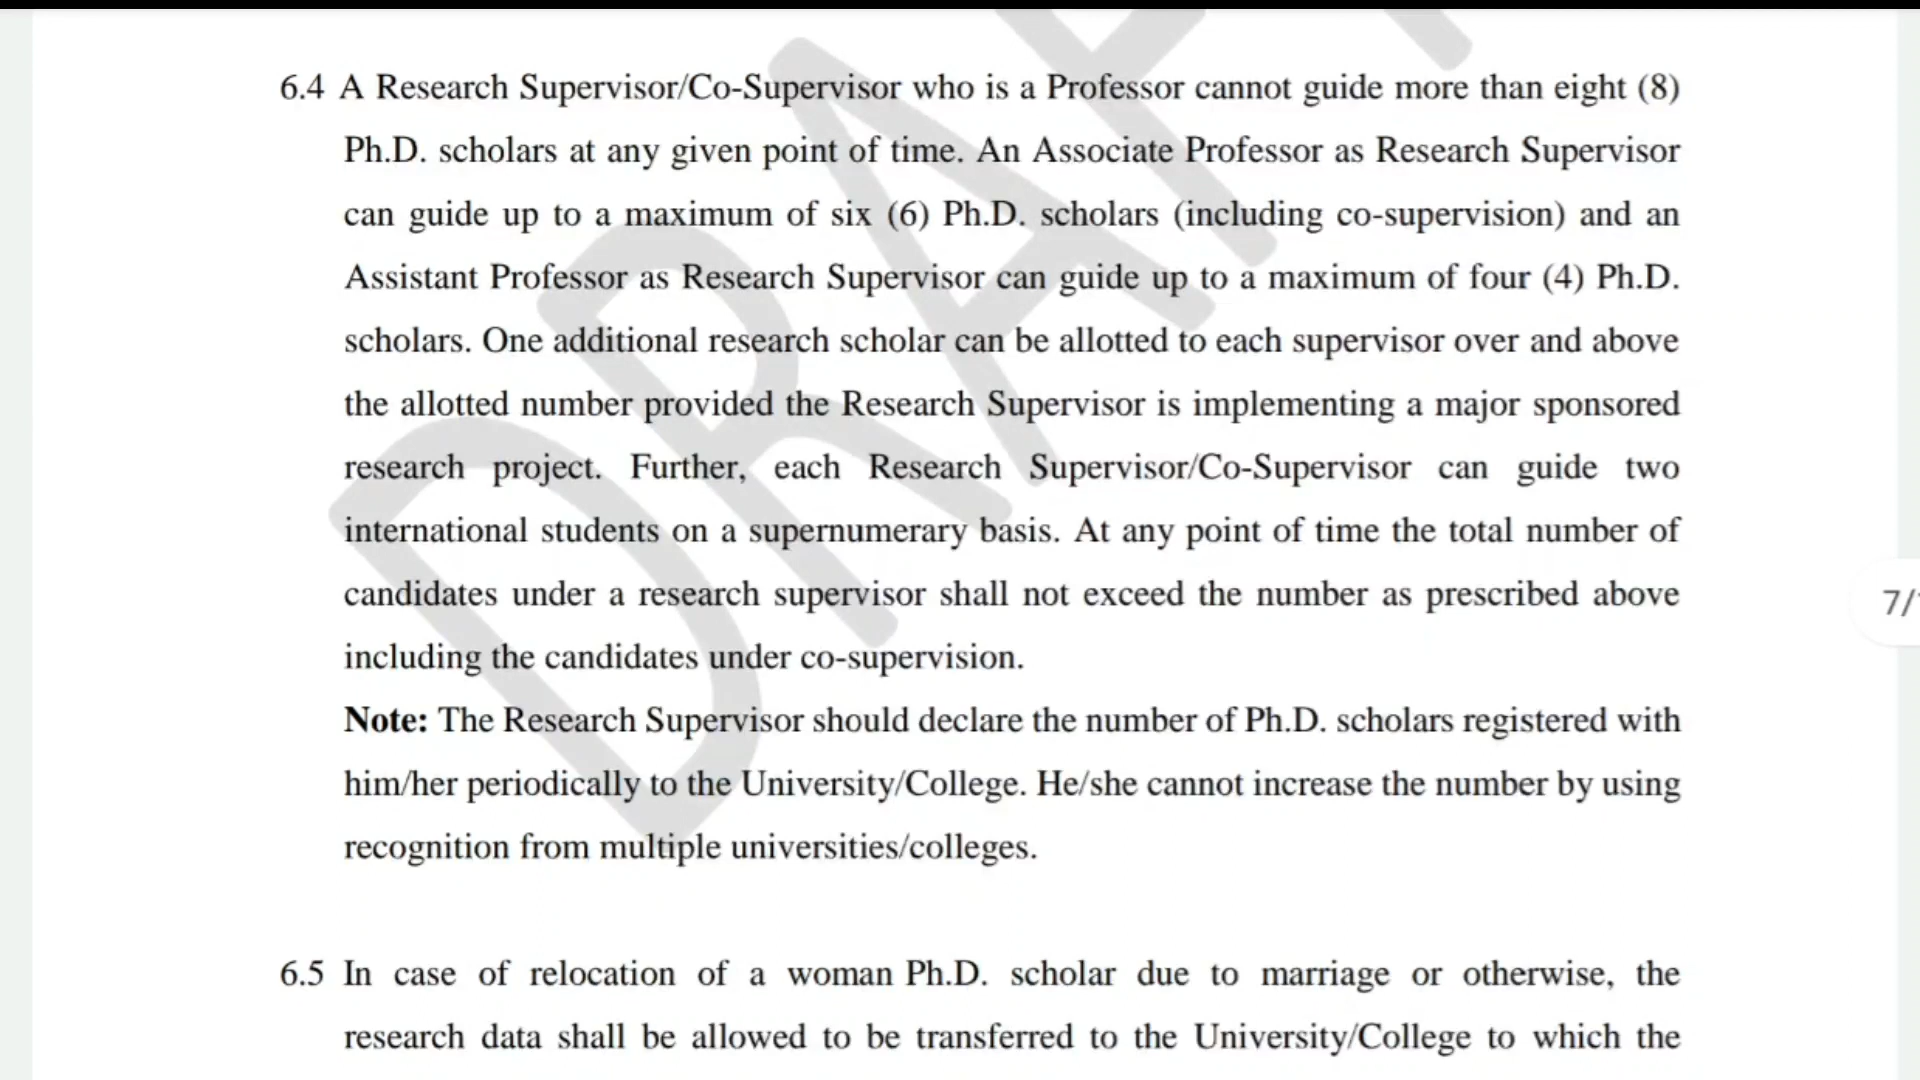 6.4 A Research Supervisor/Co-Supervisor who is a Professor cannot guide more than eight (8)
Ph.D. scholars at any given point of time. An Associate Professor as Research Supervisor
can guide up to a maximum of six (6) Ph.D. scholars (including co-supervision) and an
Assistant Professor as Research Supervisor can guide up to a maximum of four (4) Ph.D.
scholars. One additional research scholar can be allotted to each supervisor over and above
the allotted number provided the Research Supervisor is implementing a major sponsored
research project. Further, each Research Supervisor/Co-Supervisor can guide two
international students on a supernumerary basis. At any point of time the total number of
candidates under a research supervisor shall not exceed the number as prescribed above
including the candidates under co-supervision.
Note: The Research Supervisor should declare the number of Ph.D. scholars registered with
him/her periodically to the University/College. He/she cannot increase the number by using
recognition from multiple universities/colleges.
6.5 In case of relocation of a woman Ph.D. scholar due to marriage or otherwise, the
research data shall be allowed to be transferred to the University/College to which the
7/
DRAF